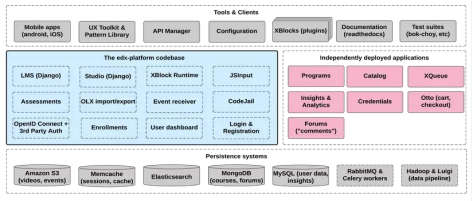 Tools & Clients
Mobile apps
(android, iOS)
UX Toolkit &
Pattern Library
API Manager
Configuration
XBlocks (plugins)
Documentation
(readthedocs)
Test suites
(bok-choy, etc)
The edx-platform codebase
LMS (Django)
Studio (Django)
XBlock Runtime
JSInput
Assessments
OLX import/export
Event receiver
CodeJail
OpenID Connect +
3rd Party Auth
Enrollments
User dashboard
Login &
Registration
Independently deployed applications
Programs
Catalog
XQueue
Insights &
Analytics
Credentials
Otto (cart,
checkout)
Forums
("comments")
Persistence systems
Amazon S3
(videos, events)
Memcache
(sessions, cache)
Elasticsearch
MongoDB
(courses, forums)
MySQL (user data,
insights)
RabbitMQ &
Celery workers
Hadoop & Luigi
(data pipeline)